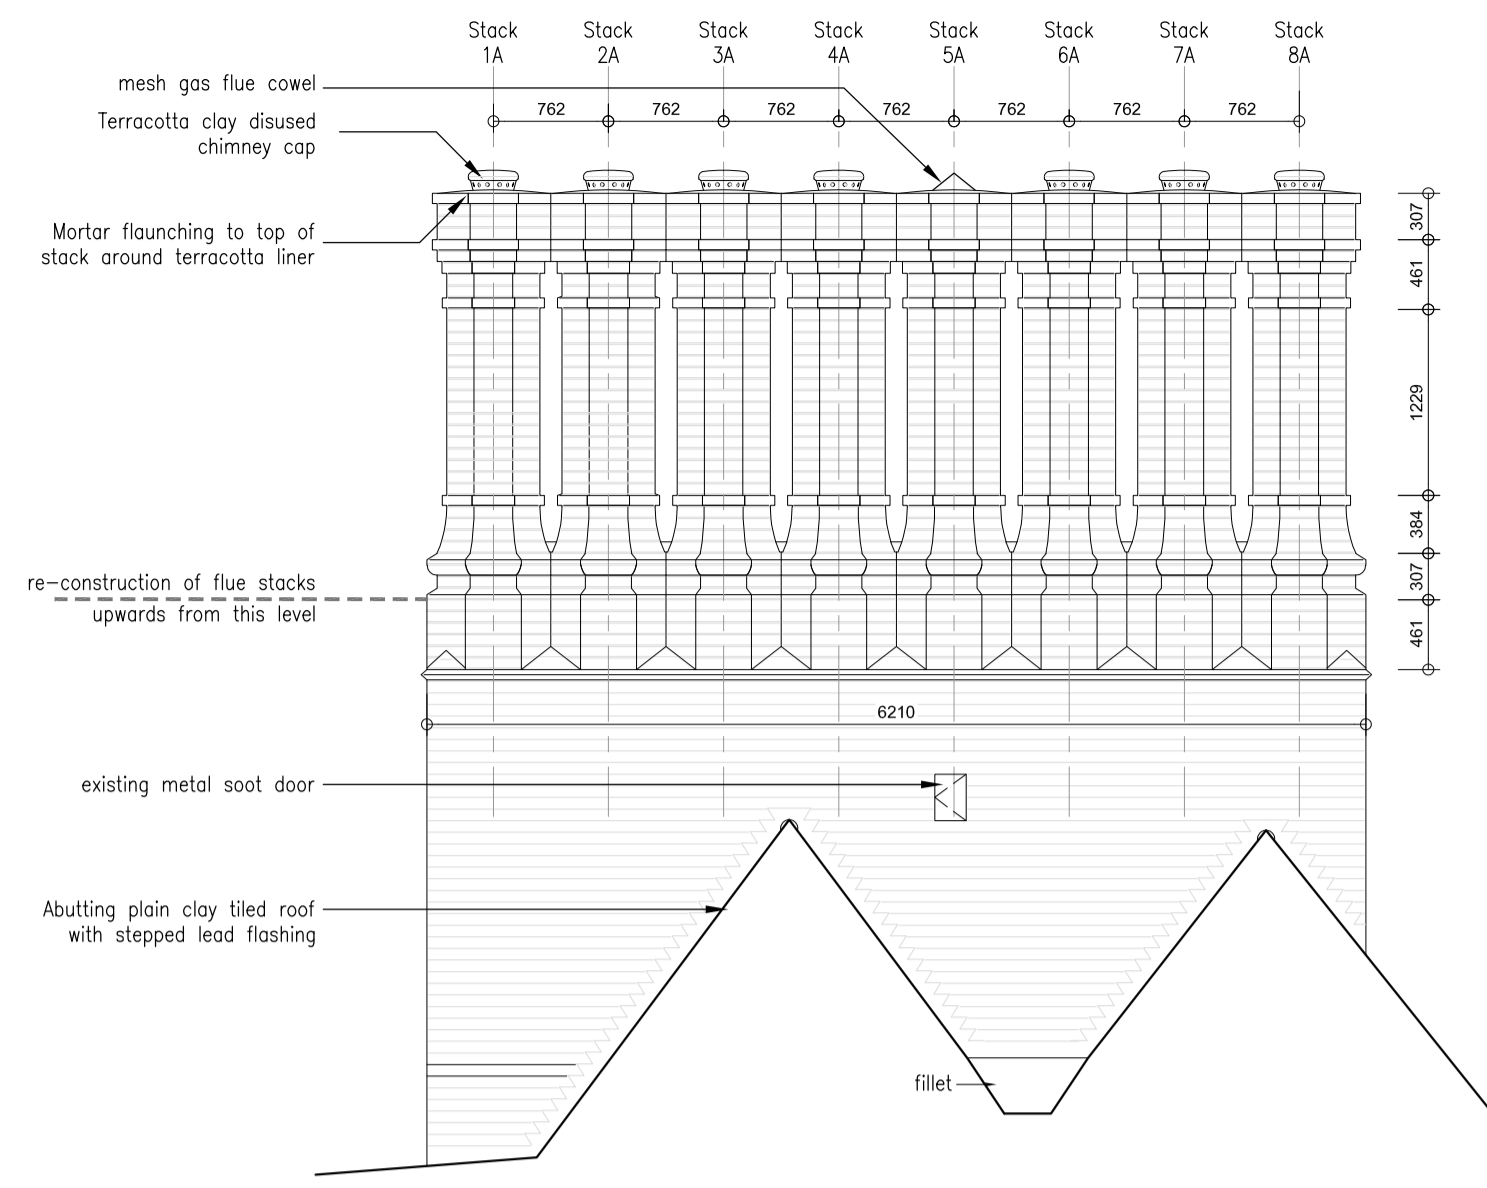 Stack
1A
Stack
2A
Stack
3A
Stack
4A
Stack
5A
Stack
6A
Stack
7A
Stack
8A
mesh gas flue cowel
762
762
762
762
762
762
762
Terracotta clay disused
chimney cap
Mortar flaunching to top of
stack around terracotta liner
307
461
1229
384
307
461
re-construction of flue stacks
upwards from this level
6210
existing metal soot door
Abutting plain clay tiled roof
with stepped lead flashing
fillet